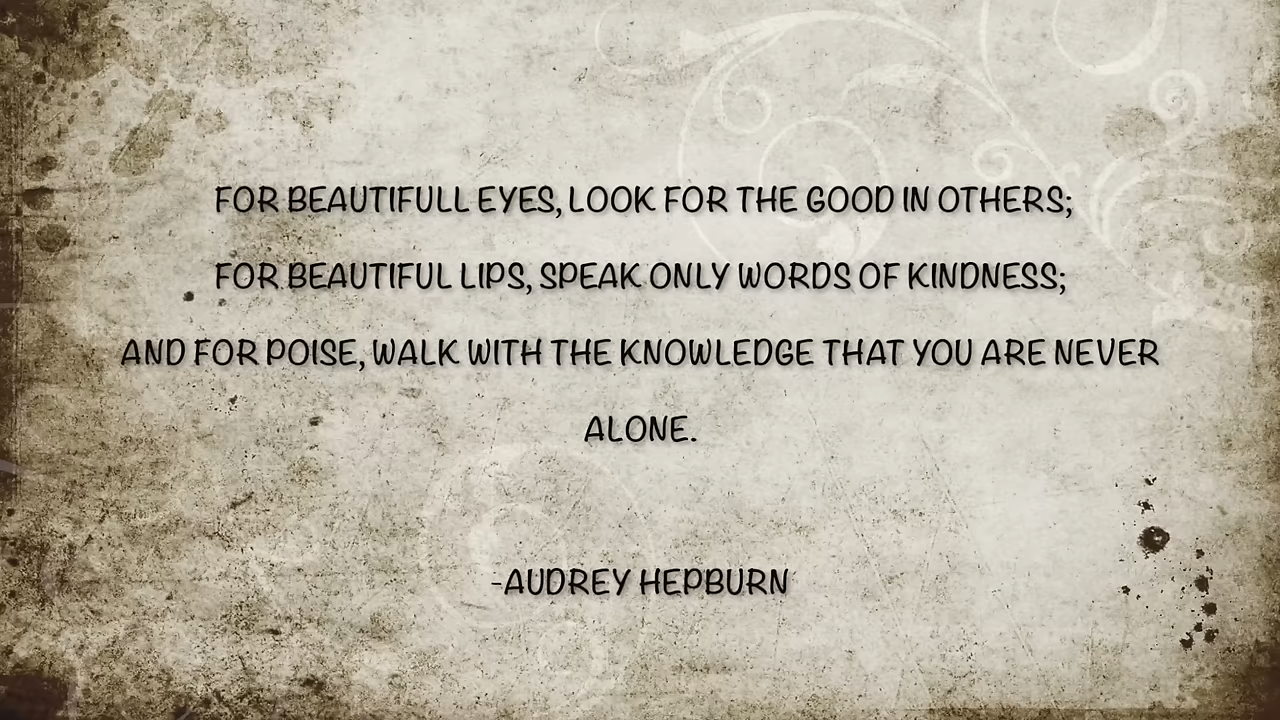 FOR BEAUTIFULL EYES, LOOK FOR THE GOOD IN OTHERS;
FOR BEAUTIFUL LIPS, SPEAK ONLY WORDS OF KINDNESS;
AND FOR POISE, WALK WITH THE KNOWLEDGE THAT YOU ARE NEVER
ALONE.
-AUDREY HEPBURN